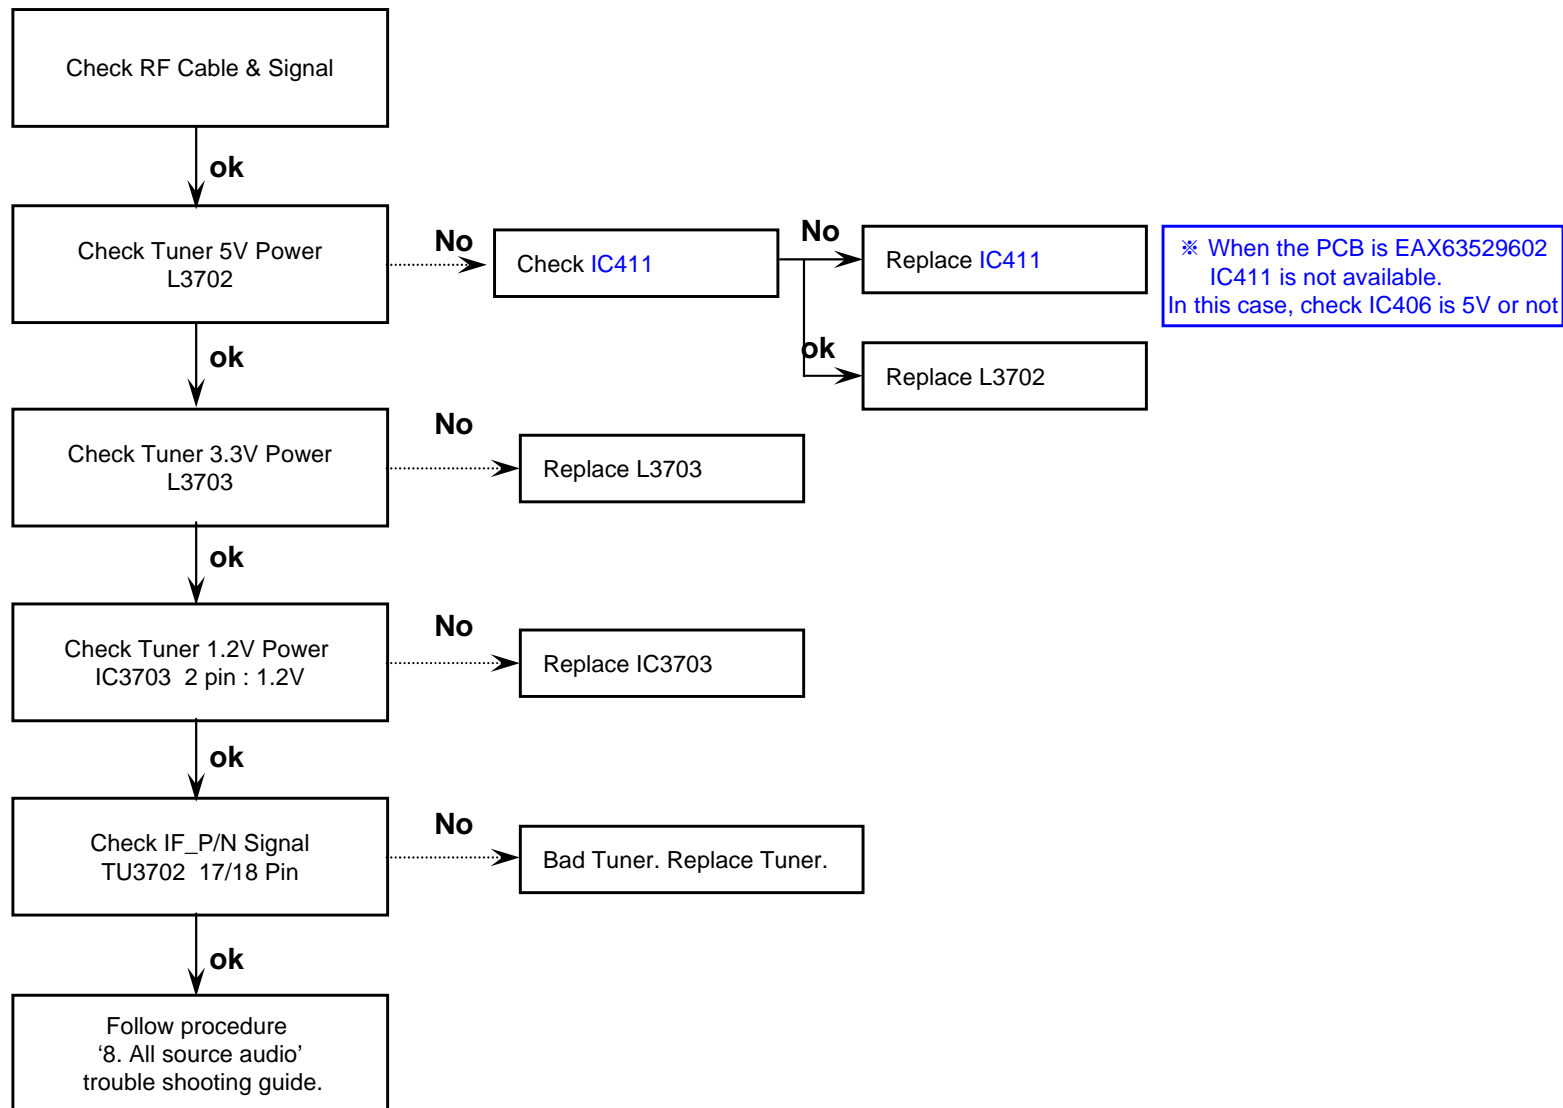 Check RF Cable & Signal
ok
Check Tuner 5V Power
L3702
No
Check IC411
No
Replace IC411
※ When the PCB is EAX63529602
IC411 is not available.
In this case, check IC406 is 5V or not
ok
Replace L3702
ok
Check Tuner 3.3V Power
L3703
No
Replace L3703
ok
Check Tuner 1.2V Power
IC3703 2 pin : 1.2V
No
Replace IC3703
ok
Check IF_P/N Signal
TU3702 17/18 Pin
No
Bad Tuner. Replace Tuner.
ok
Follow procedure
‘8. All source audio’
trouble shooting guide.